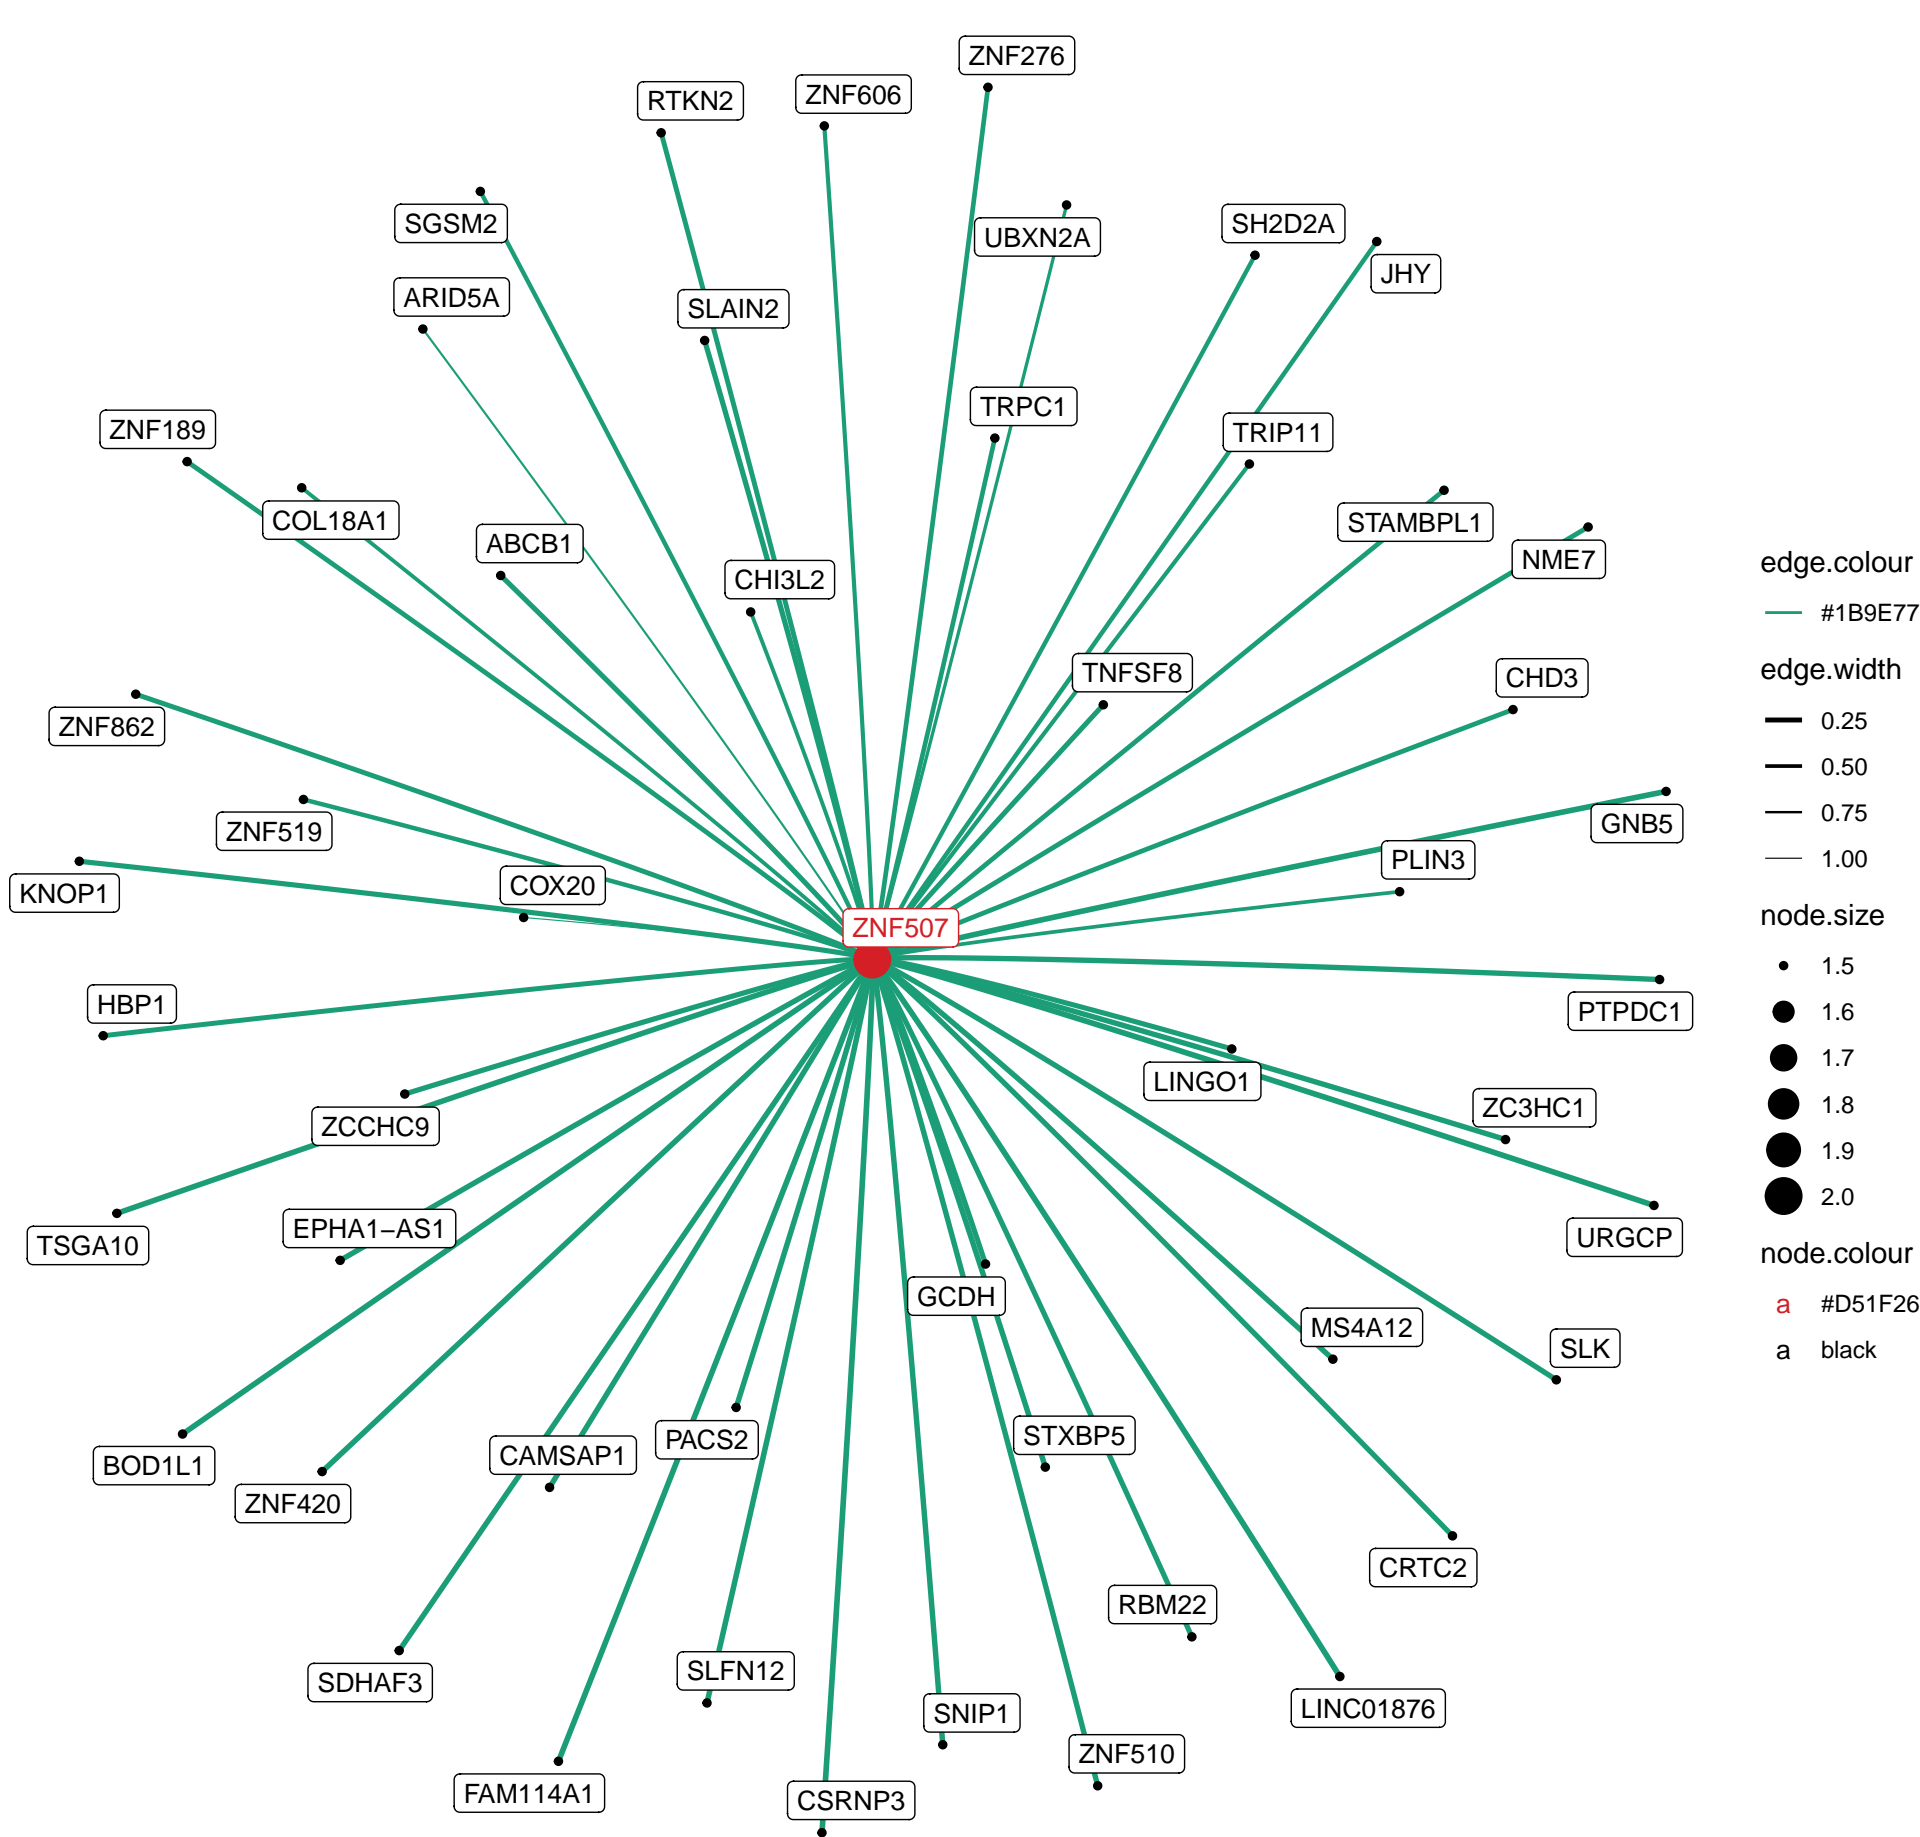 ZNF276
RTKN2
ZNF606
SGSM2
UBXN2A
SH2D2A
JHY
ARID5A
SLAIN2
TRPC1
ZNF189
TRIP11
COL18A1
STAMBPL1
ABCB1
NME7
CHI3L2
TNFSF8
CHD3
ZNF862
ZNF519
GNB5
PLIN3
KNOP1
COX20
ZNF507
HBP1
PTPDC1
LINGO1
ZC3HC1
ZCCHC9
TSGA10
EPHA1–AS1
URGCP
GCDH
MS4A12
SLK
BOD1L1
CAMSAP1
PACS2
STXBP5
ZNF420
CRTC2
RBM22
SDHAF3
SLFN12
SNIP1
LINC01876
ZNF510
FAM114A1
CSRNP3
edge.colour
#1B9E77
edge.width
0.25
0.50
0.75
1.00
node.size
1.5
1.6
1.7
1.8
1.9
2.0
node.colour
a #D51F26
a black